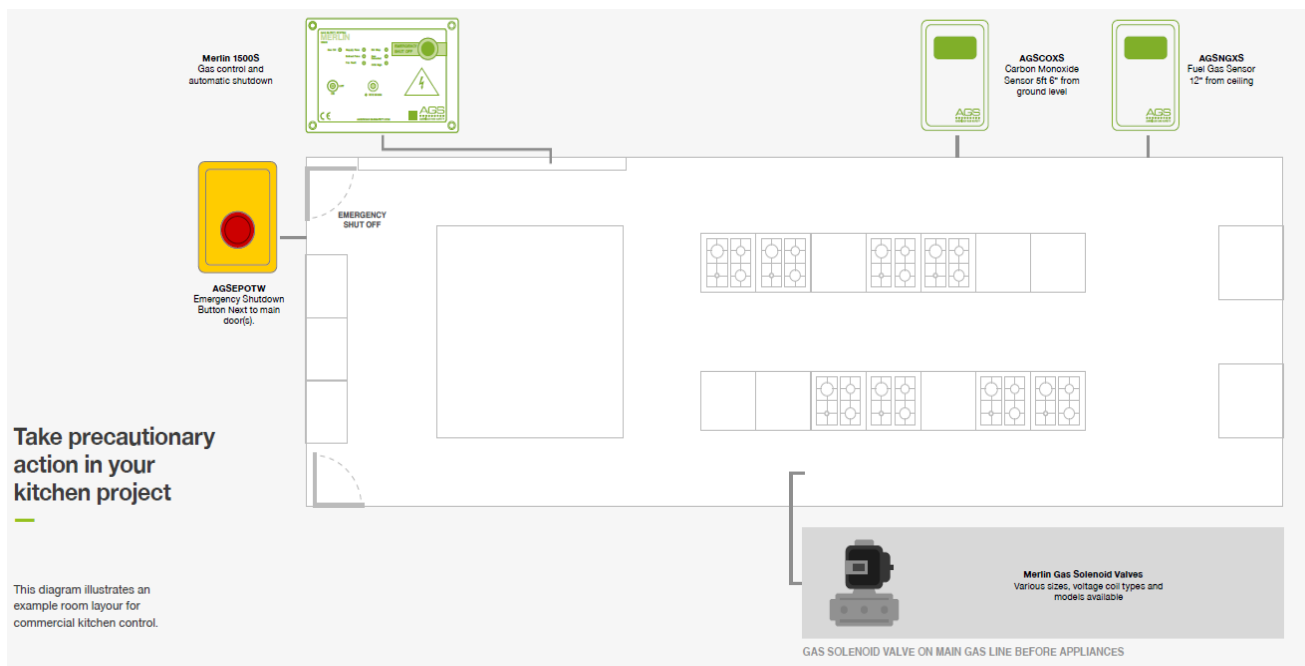 Merlin 1500S
Gas control and
automatic shutdown
MERLIN
EMERGENCY
SHUT OFF
AGS
AGSCOXS
Carbon Monoxide
Sensor 5ft 6" from
ground level
AGS
AGSNGXS
Fuel Gas Sensor
12" from ceiling
AGS
EMERGENCY
SHUT OFF
AGSEPOTW
Emergency Shutdown
Button Next to main
door(s).
Take precautionary
action in your
kitchen project
This diagram illustrates an
example room layour for
commercial kitchen control.
Merlin Gas Solenoid Valves
Various sizes, voltage coil types and
models available
GAS SOLENOID VALVE ON MAIN GAS LINE BEFORE APPLIANCES